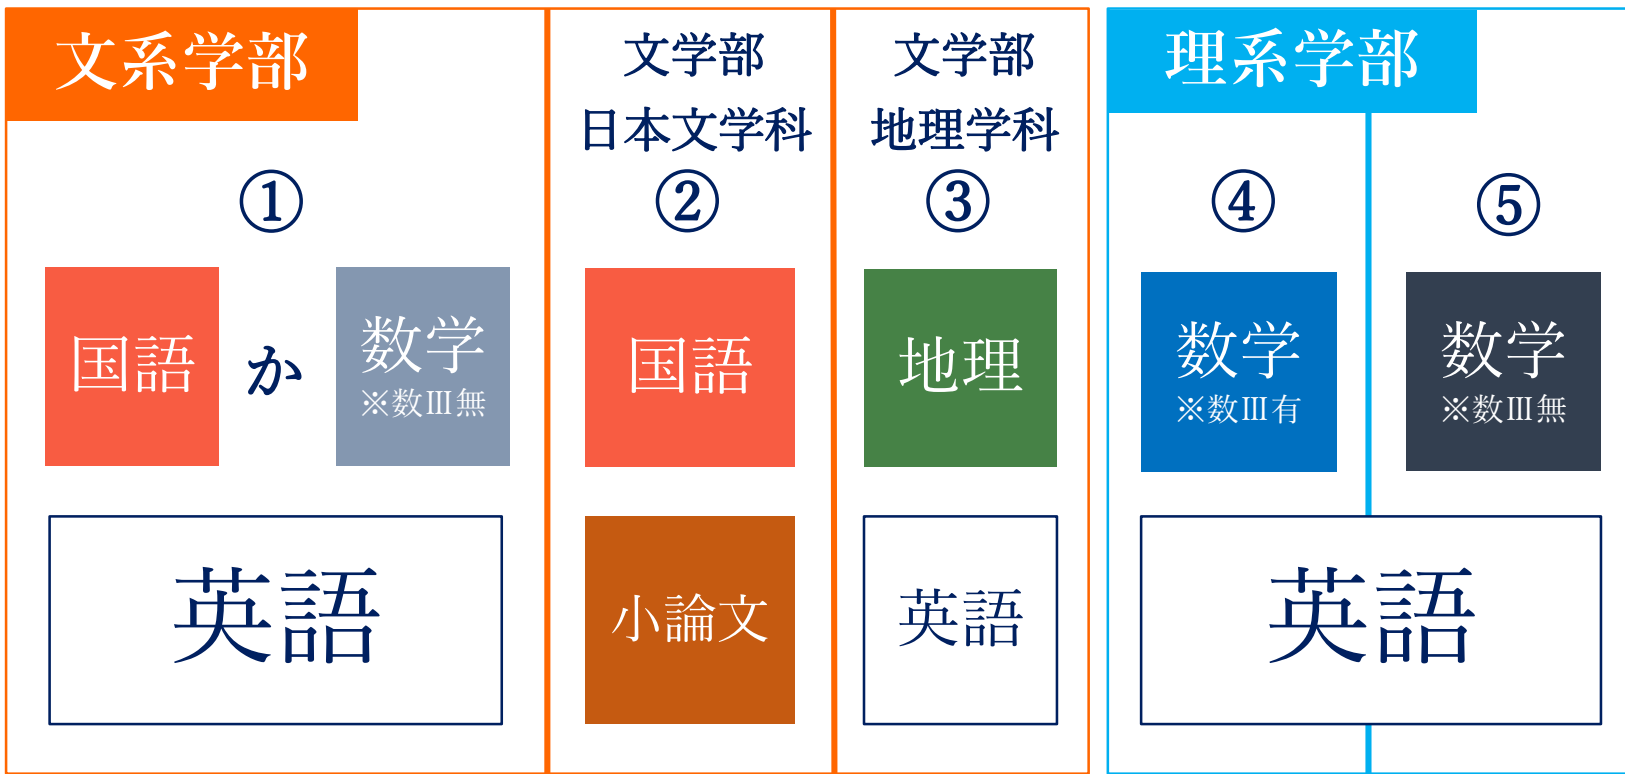 文系学部
①
国語
か
数学
※数Ⅲ無
英語
文学部
日本文学科
②
国語
小論文
文学部
地理学科
③
地理
英語
理系学部
④
数学
※数Ⅲ有
⑤
数学
※数Ⅲ無
英語